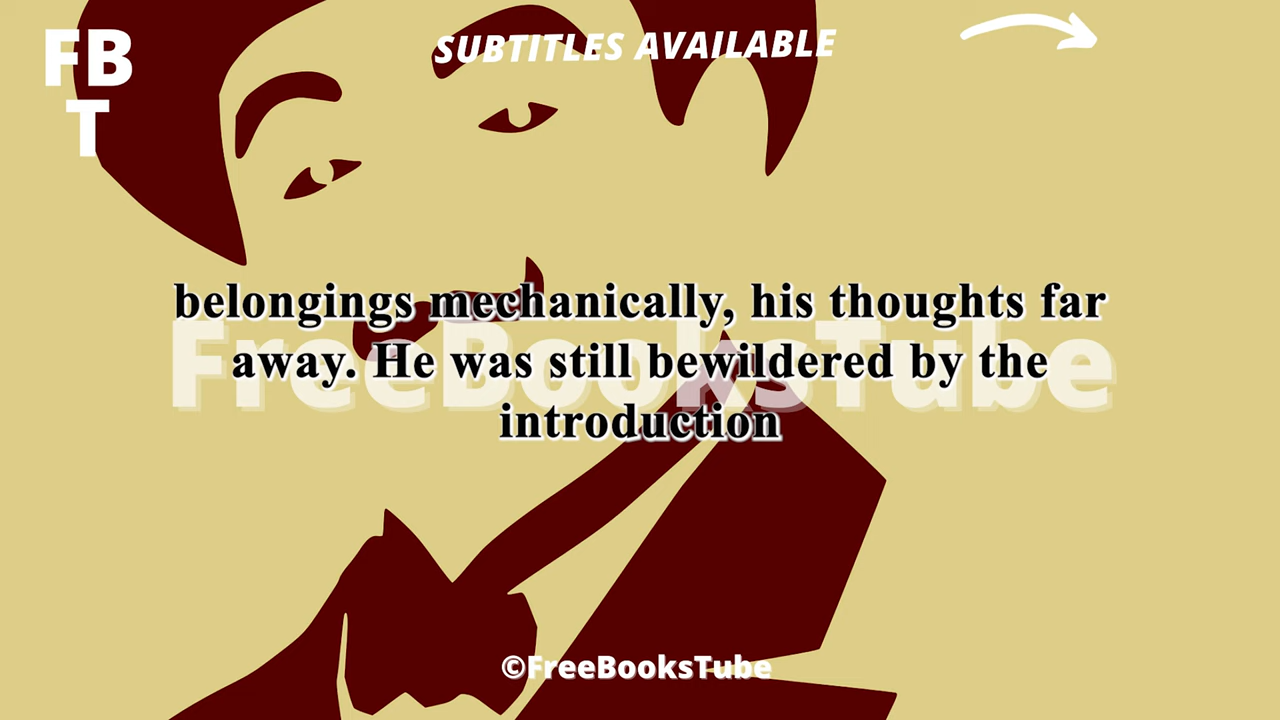 FB
T
SUBTITLES AVAILABLE
belongings mechanically, his thoughts far
away. He was still bewildered by the
introduction
FreeBooksTube
©FreeBooksTube